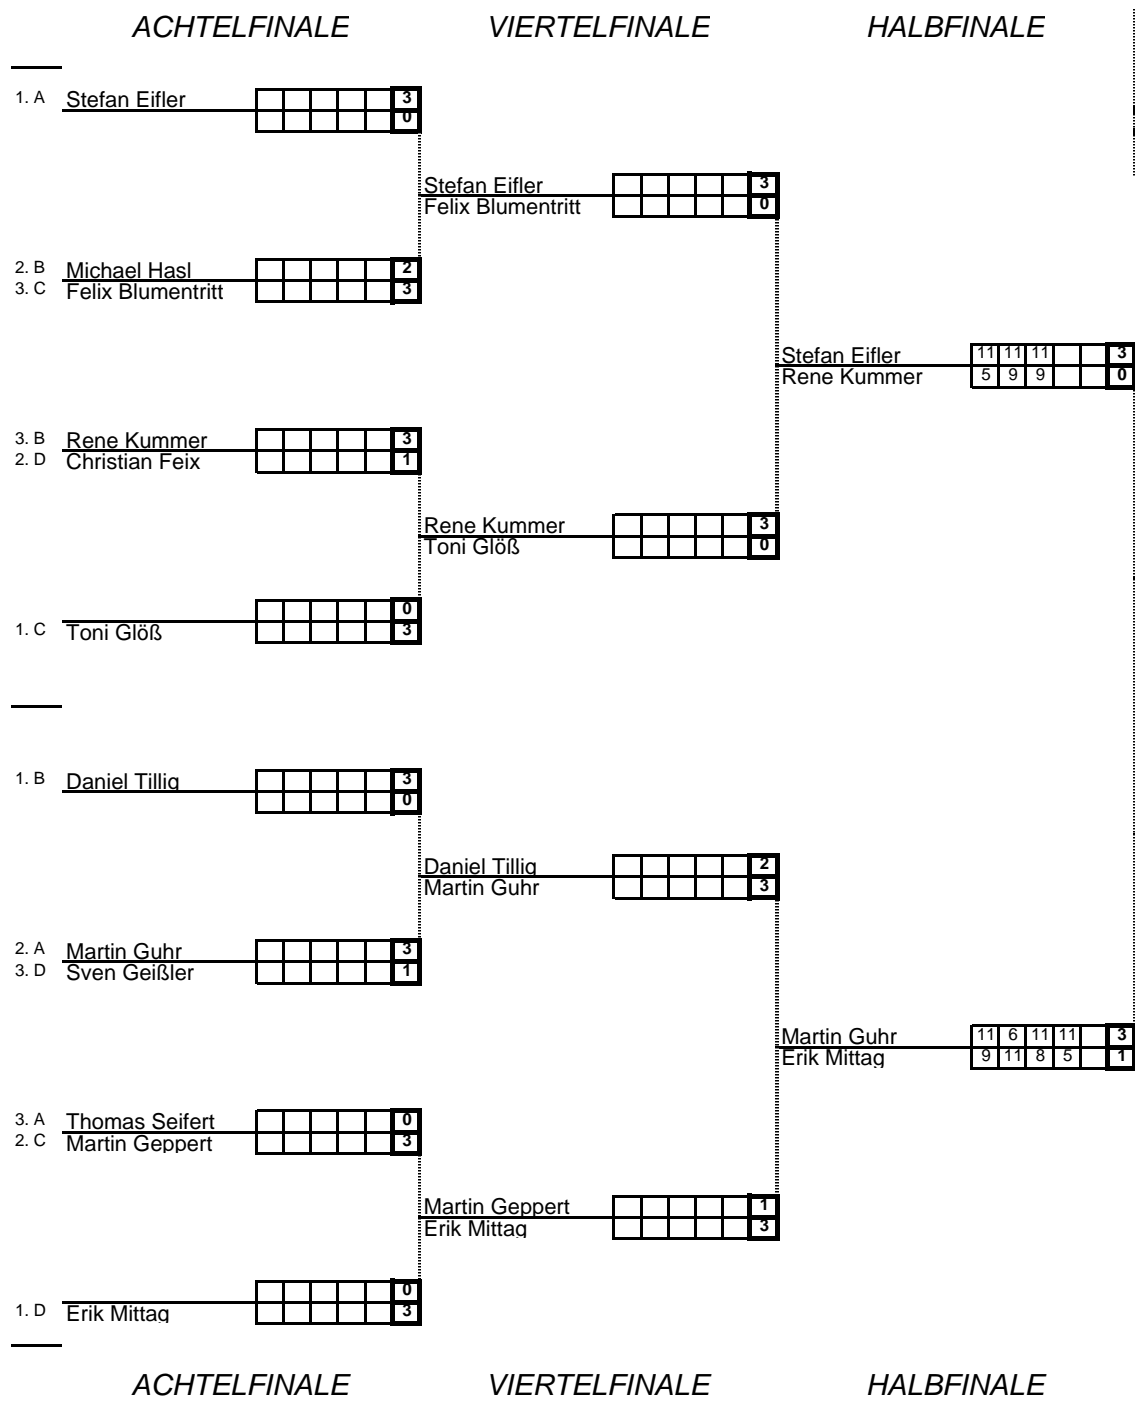 ACHTELFINALE VIERTELFINALE HALBFINALE
1. A Stefan Eifler 3
0
Stefan Eifler 3
Felix Blumentritt 0
2. B Michael Hasl 2
3. C Felix Blumentritt 3
Stefan Eifler 11 11 11 3
Rene Kummer 5 9 9 0
3. B Rene Kummer 3
2. D Christian Feix 1
Rene Kummer 3
Toni Glöß 0
0
1. C Toni Glöß 3
1. B Daniel Tillig 3
0
Daniel Tillig 2
Martin Guhr 3
2. A Martin Guhr 3
3. D Sven Geißler 1
Martin Guhr 11 6 11 11 3
Erik Mittag 9 11 8 5 1
3. A Thomas Seifert 0
2. C Martin Geppert 3
Martin Geppert 1
Erik Mittag 3
0
1. D Erik Mittag 3
ACHTELFINALE VIERTELFINALE HALBFINALE